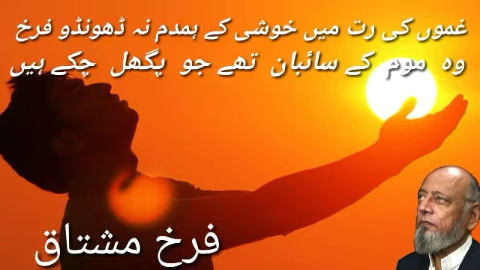 غموں کی رت میں خوشی کے ہمدم نہ ڈھونڈو فرخ
وہ موم کے سائبان تھے جو پگھل چکے ہیں
فرخ مشتاق